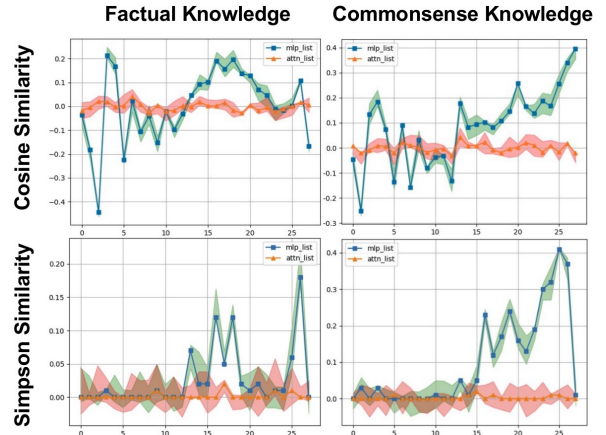 Factual Knowledge
Commonsense Knowledge
Cosine Similarity
mlp_list
attn_list
0.2
0.1
0.0
−0.1
−0.2
−0.3
−0.4
0 5 10 15 20 25
mlp_list
attn_list
0.4
0.3
0.2
0.1
0.0
−0.1
−0.2
−0.3
0 5 10 15 20 25
Simpson Similarity
mlp_list
attn_list
0.20
0.15
0.10
0.05
0.00
0 5 10 15 20 25
mlp_list
attn_list
0.4
0.3
0.2
0.1
0.0
0 5 10 15 20 25